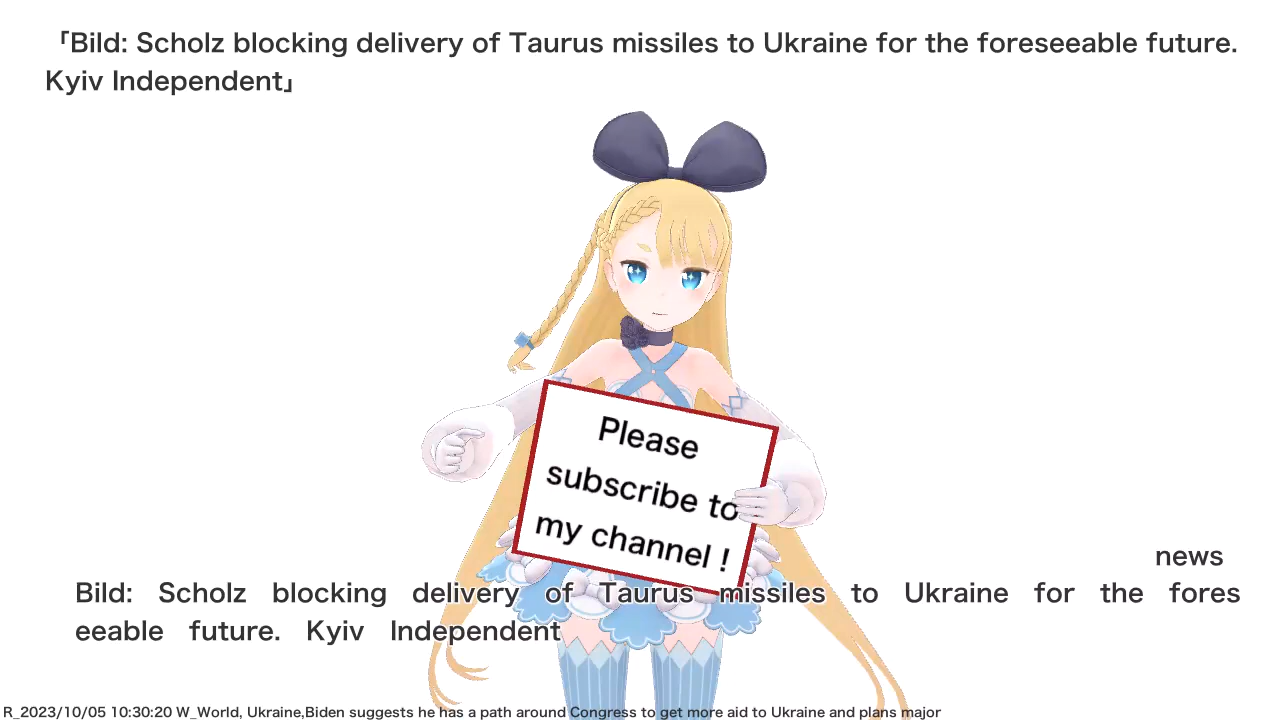 「Bild: Scholz blocking delivery of Taurus missiles to Ukraine for the foreseeable future.
Kyiv Independent」
Please
subscribe to
my channel !
news
Bild: Scholz blocking delivery of Taurus missiles to Ukraine for the fores
eeable future. Kyiv Independent
R_2023/10/05 10:30:20 W_World, Ukraine,Biden suggests he has a path around Congress to get more aid to Ukraine and plans major